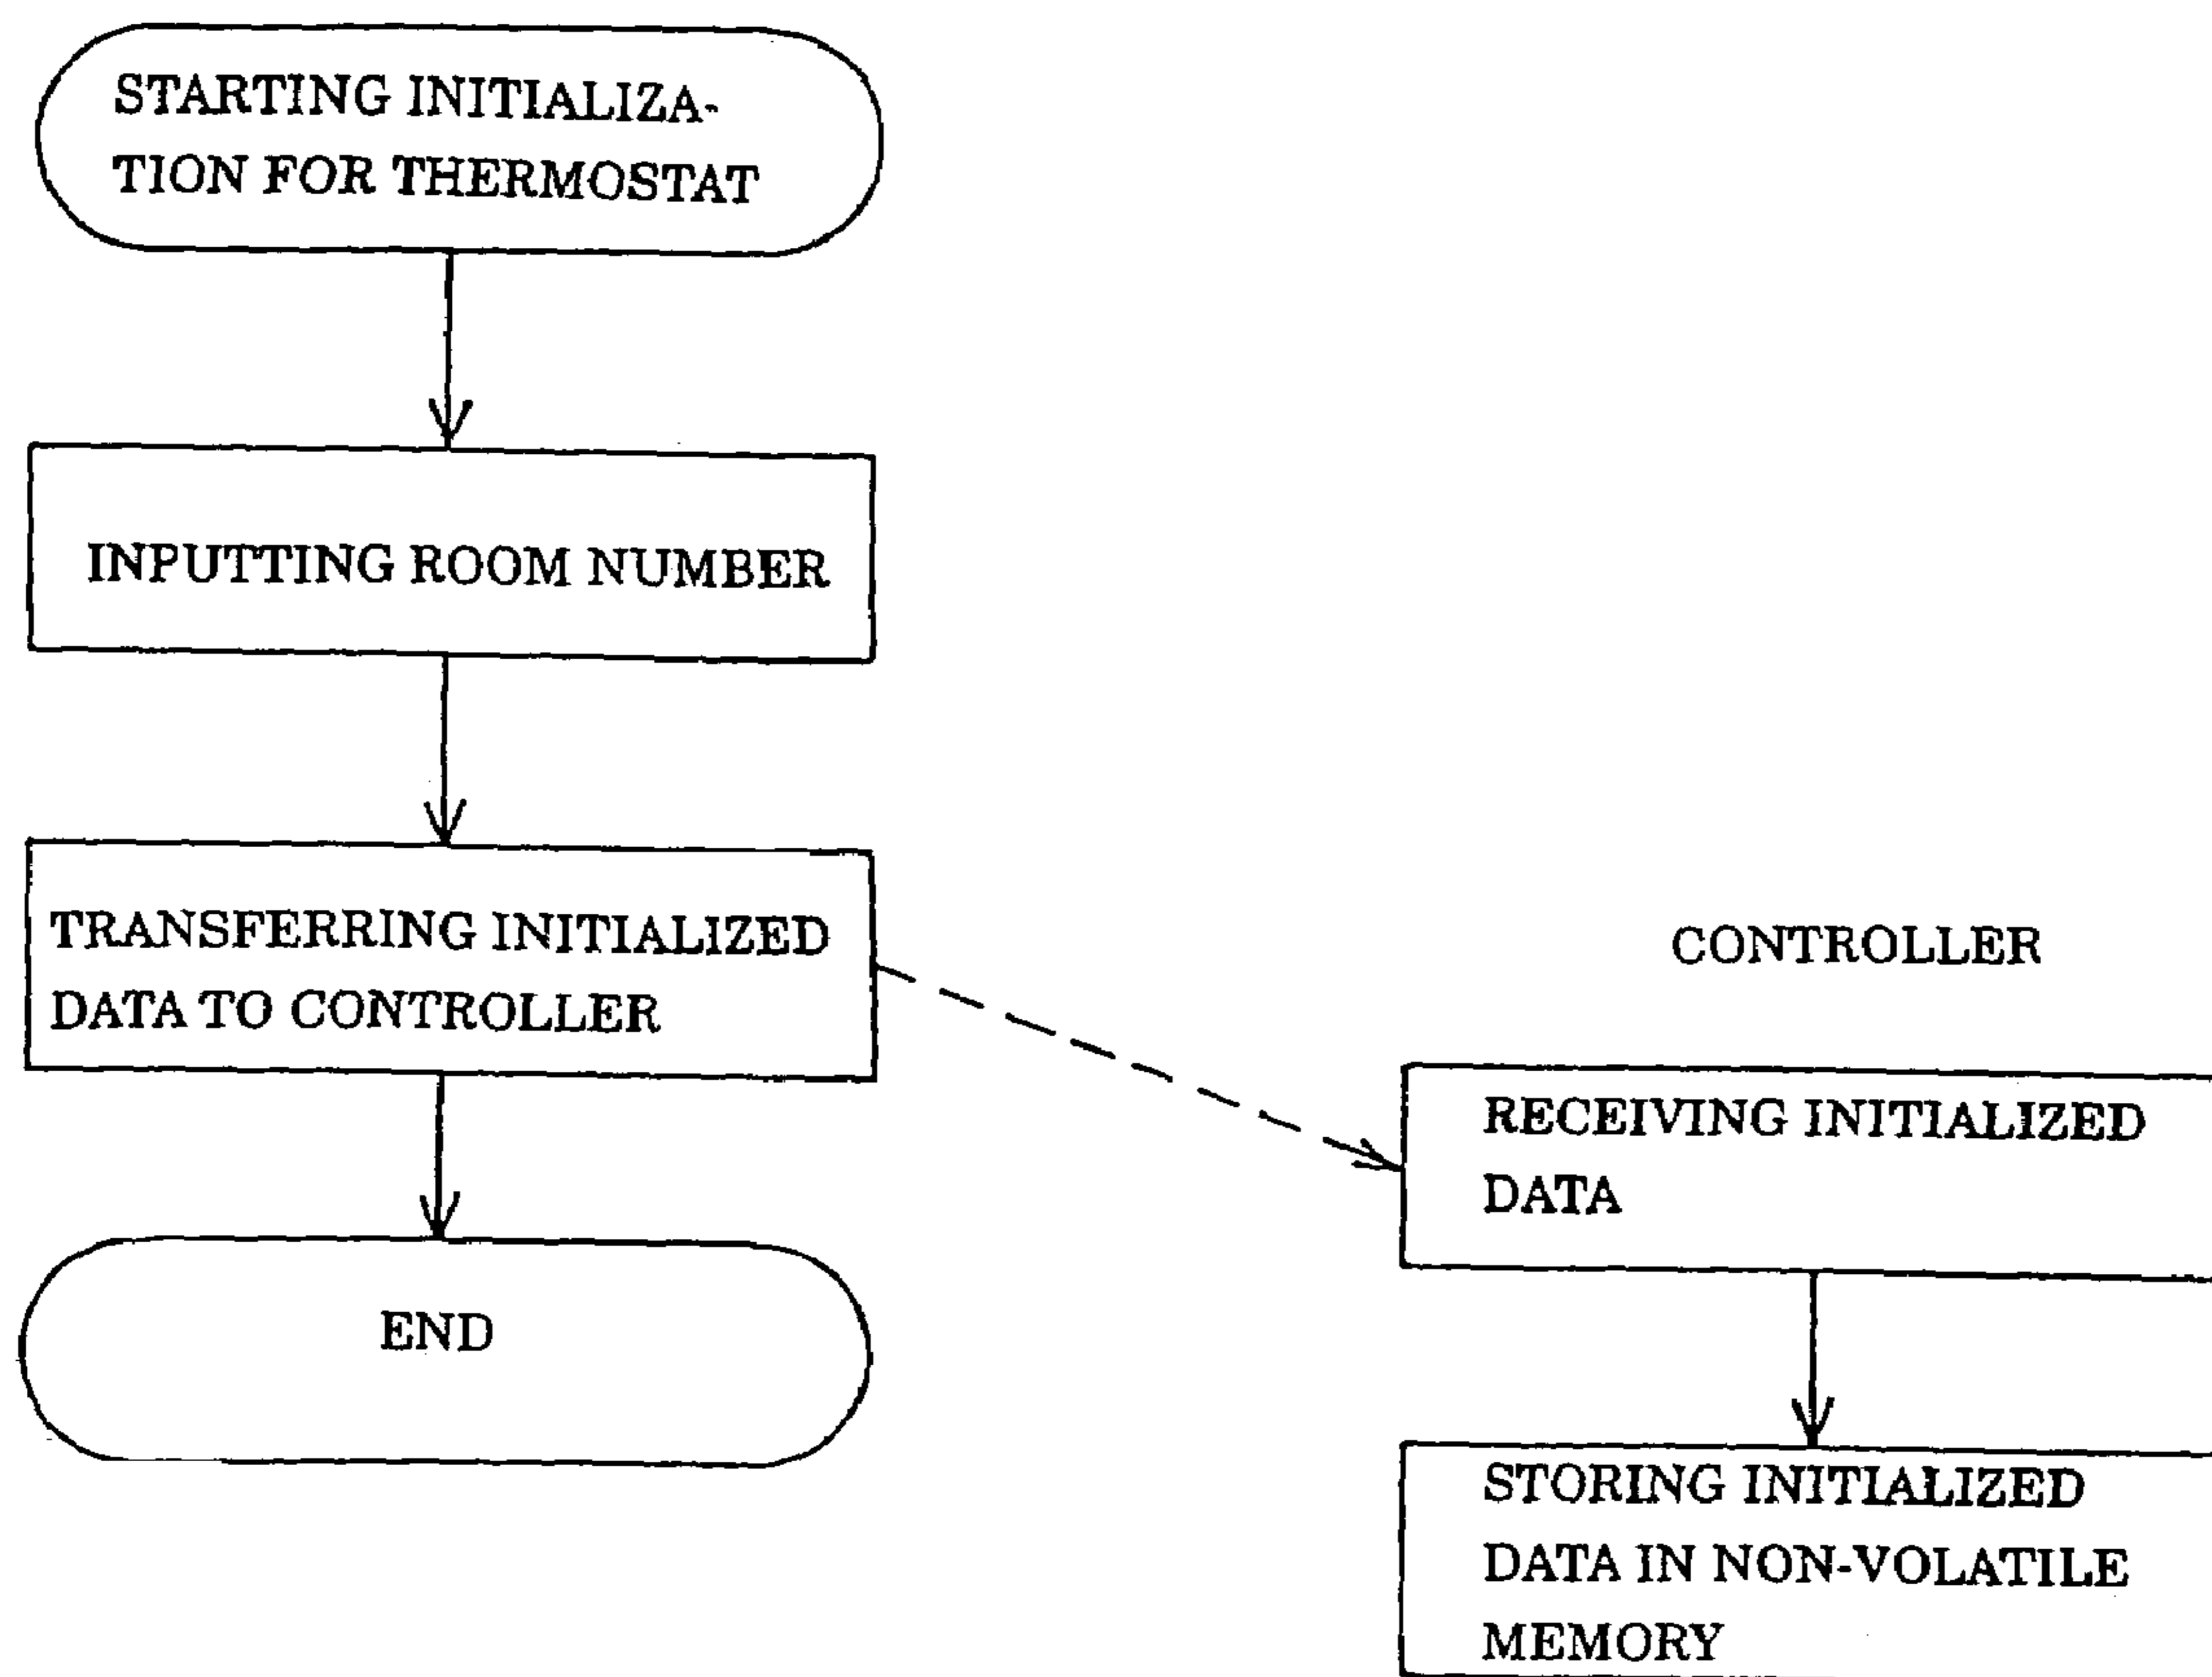 STARTING INITIALIZA-
TION FOR THERMOSTAT
INPUTTING ROOM NUMBER
TRANSFERRING INITIALIZED
DATA TO CONTROLLER
END
CONTROLLER
RECEIVING INITIALIZED
DATA
STORING INITIALIZED
DATA IN NON-VOLATILE
MEMORY